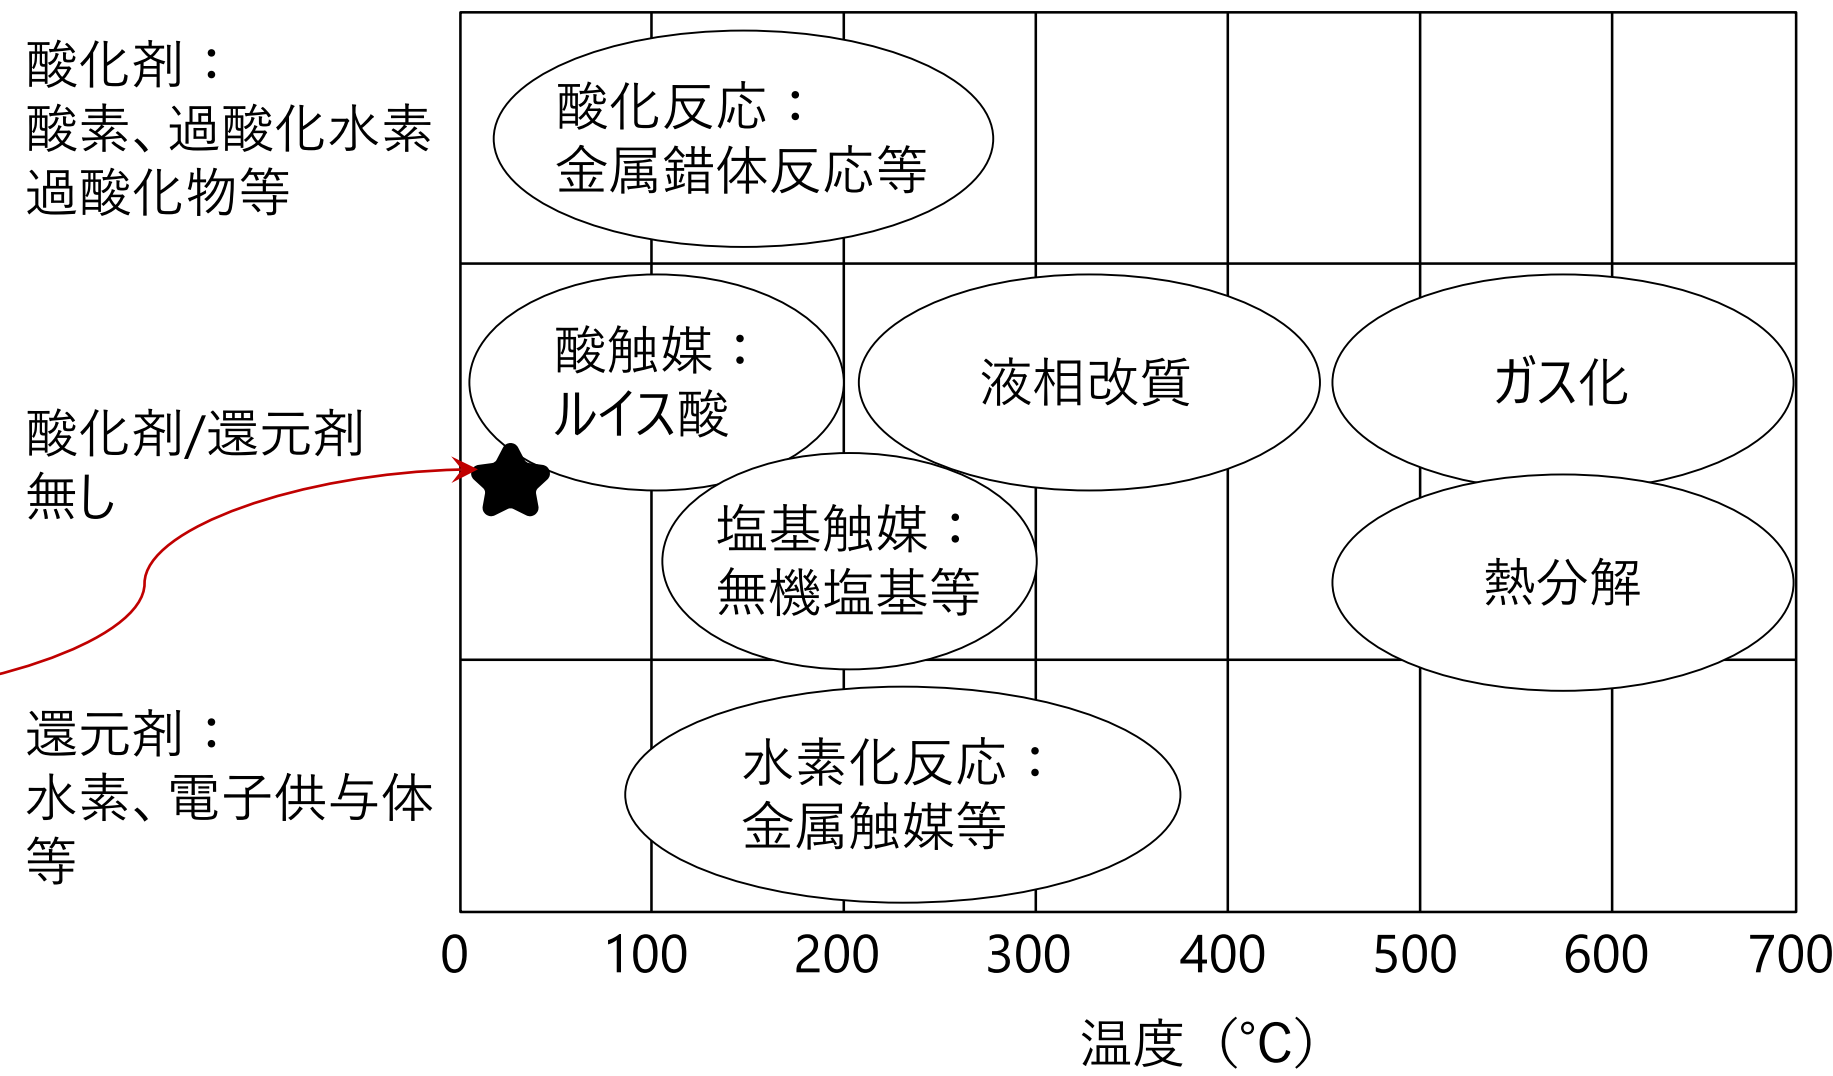 酸化剤：
酸素、過酸化水素
過酸化物等
酸化反応：
金属錯体反応等
酸化剤/還元剤
無し
酸触媒：
ルイス酸
液相改質
ガス化
塩基触媒：
無機塩基等
熱分解
還元剤：
水素、電子供与体
等
水素化反応：
金属触媒等
0 100 200 300 400 500 600 700
温度（℃）